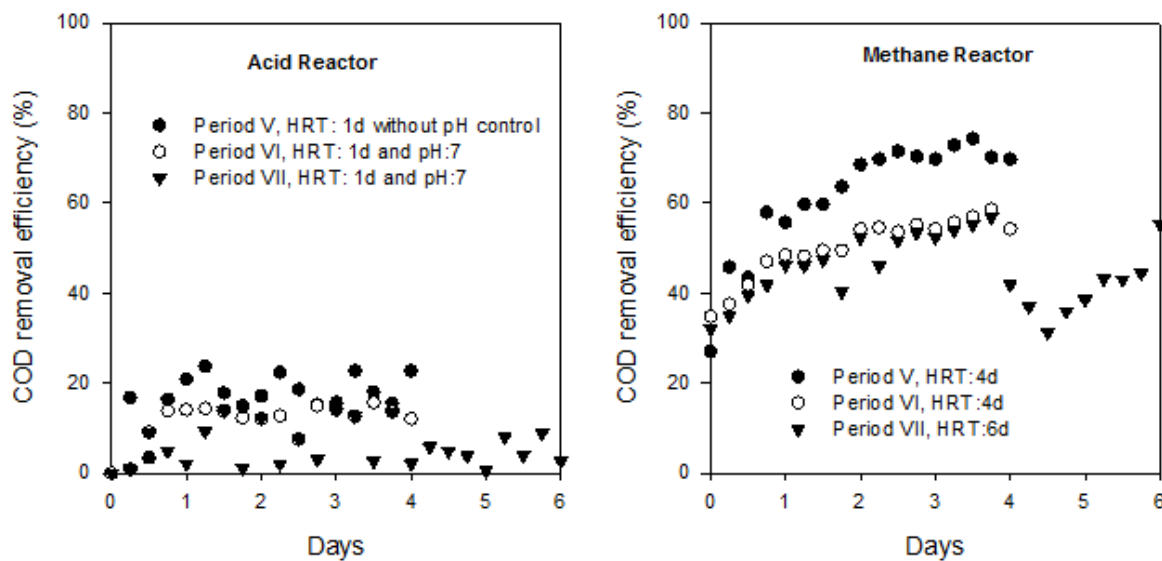 Acid Reactor
Period V, HRT: 1d without pH control
Period VI, HRT: 1d and pH:7
Period VII, HRT: 1d and pH:7
COD removal efficiency (%)
100
80
60
40
20
0
0 1 2 3 4 5 6
Days
Methane Reactor
Period V, HRT:4d
Period VI, HRT:4d
Period VII, HRT:6d
COD removal efficiency (%)
100
80
60
40
20
0
0 1 2 3 4 5 6
Days